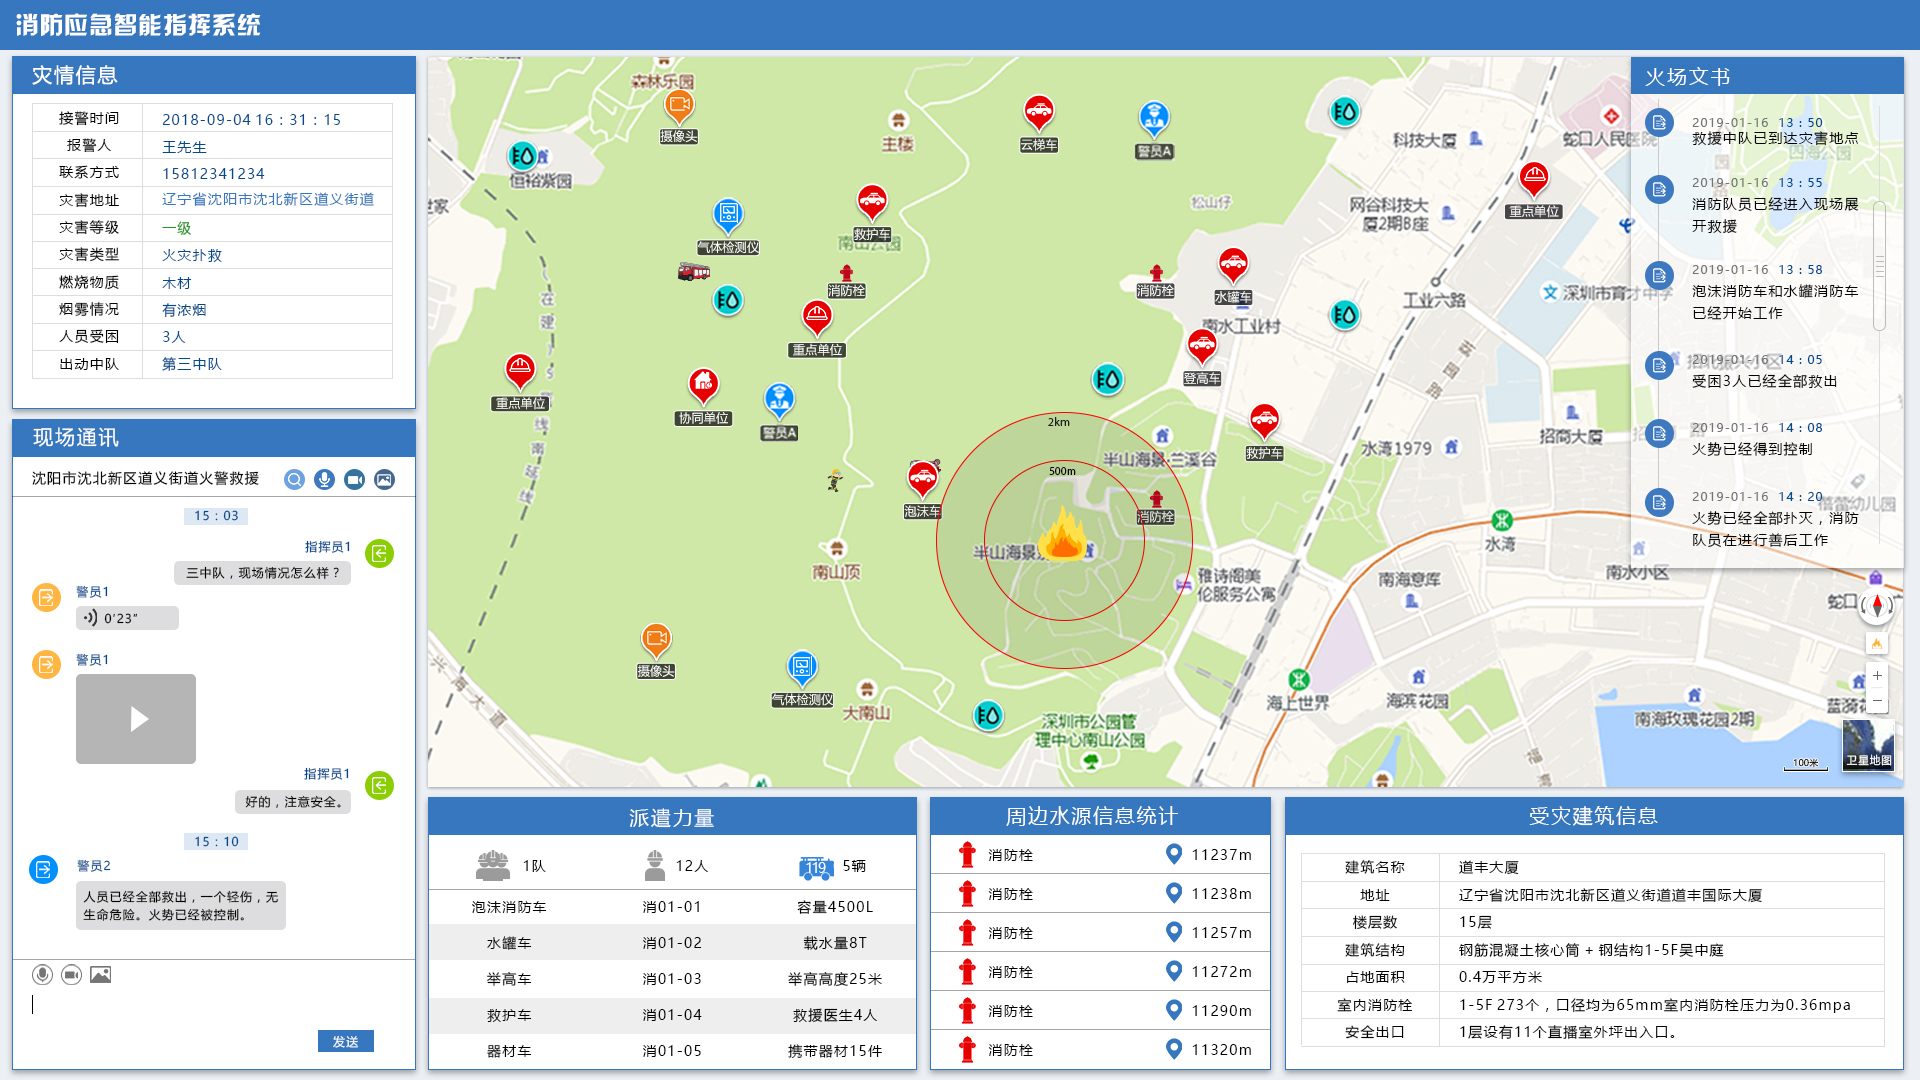 消防应急智能指挥系统
灾情信息
接警时间 2018-09-04 16：31：15
报警人 王先生
联系方式 15812341234
灾害地址 辽宁省沈阳市沈北新区道义街道
灾害等级 一级
灾害类型 火灾扑救
燃烧物质 木材
烟雾情况 有浓烟
人员受困 3人
出动中队 第三中队
现场通讯
沈阳市沈北新区道义街道火警救援
15：03
指挥员1
三中队，现场情况怎么样？
警员1
0′23″
警员1
指挥员1
好的，注意安全。
15：10
警员2
人员已经全部救出，一个轻伤，无
生命危险。火势已经被控制。
发送
森林乐园
摄像头
主楼
云梯车
警员A
科技大厦
蛇口人民医院
恒裕紫园
世家
救护车
南山公园
气体检测仪
松山仔
网谷科技大
厦2期B座
重点单位
消防栓
消防栓
水罐车
工业六路
深圳市育才中学
南水工业村
在建
重点单位
登高车
重点单位
协同单位
警员A
南延线
2km
500m
救护车
水湾1979
招商大厦
半山海景·兰溪谷
泡沫车
消防栓
半山海景
水湾
南山顶
雅诗阁美
伦服务公寓
南海意库
南水小区
蛇口
摄像头
气体检测仪
大南山
兴海大道
深圳市公园管
理中心南山公园
海上世界
海滨花园
南海玫瑰花园2期
蓝漪花
100米
卫星地图
火场文书
2019-01-16 13：50
救援中队已到达灾害地点
2019-01-16 13：55
消防队员已经进入现场展
开救援
2019-01-16 13：58
泡沫消防车和水罐消防车
已经开始工作
2019-01-16 14：05
受困3人已经全部救出
2019-01-16 14：08
火势已经得到控制
2019-01-16 14：20
火势已经全部扑灭，消防
队员在进行善后工作
派遣力量
1队 12人 119 5辆
泡沫消防车 消01-01 容量4500L
水罐车 消01-02 载水量8T
举高车 消01-03 举高高度25米
救护车 消01-04 救援医生4人
器材车 消01-05 携带器材15件
周边水源信息统计
消防栓 11237m
消防栓 11238m
消防栓 11257m
消防栓 11272m
消防栓 11290m
消防栓 11320m
受灾建筑信息
建筑名称 道丰大厦
地址 辽宁省沈阳市沈北新区道义街道道丰国际大厦
楼层数 15层
建筑结构 钢筋混凝土核心筒 + 钢结构1-5F吴中庭
占地面积 0.4万平方米
室内消防栓 1-5F 273个，口径均为65mm室内消防栓压力为0.36mpa
安全出口 1层设有11个直播室外坪出入口。